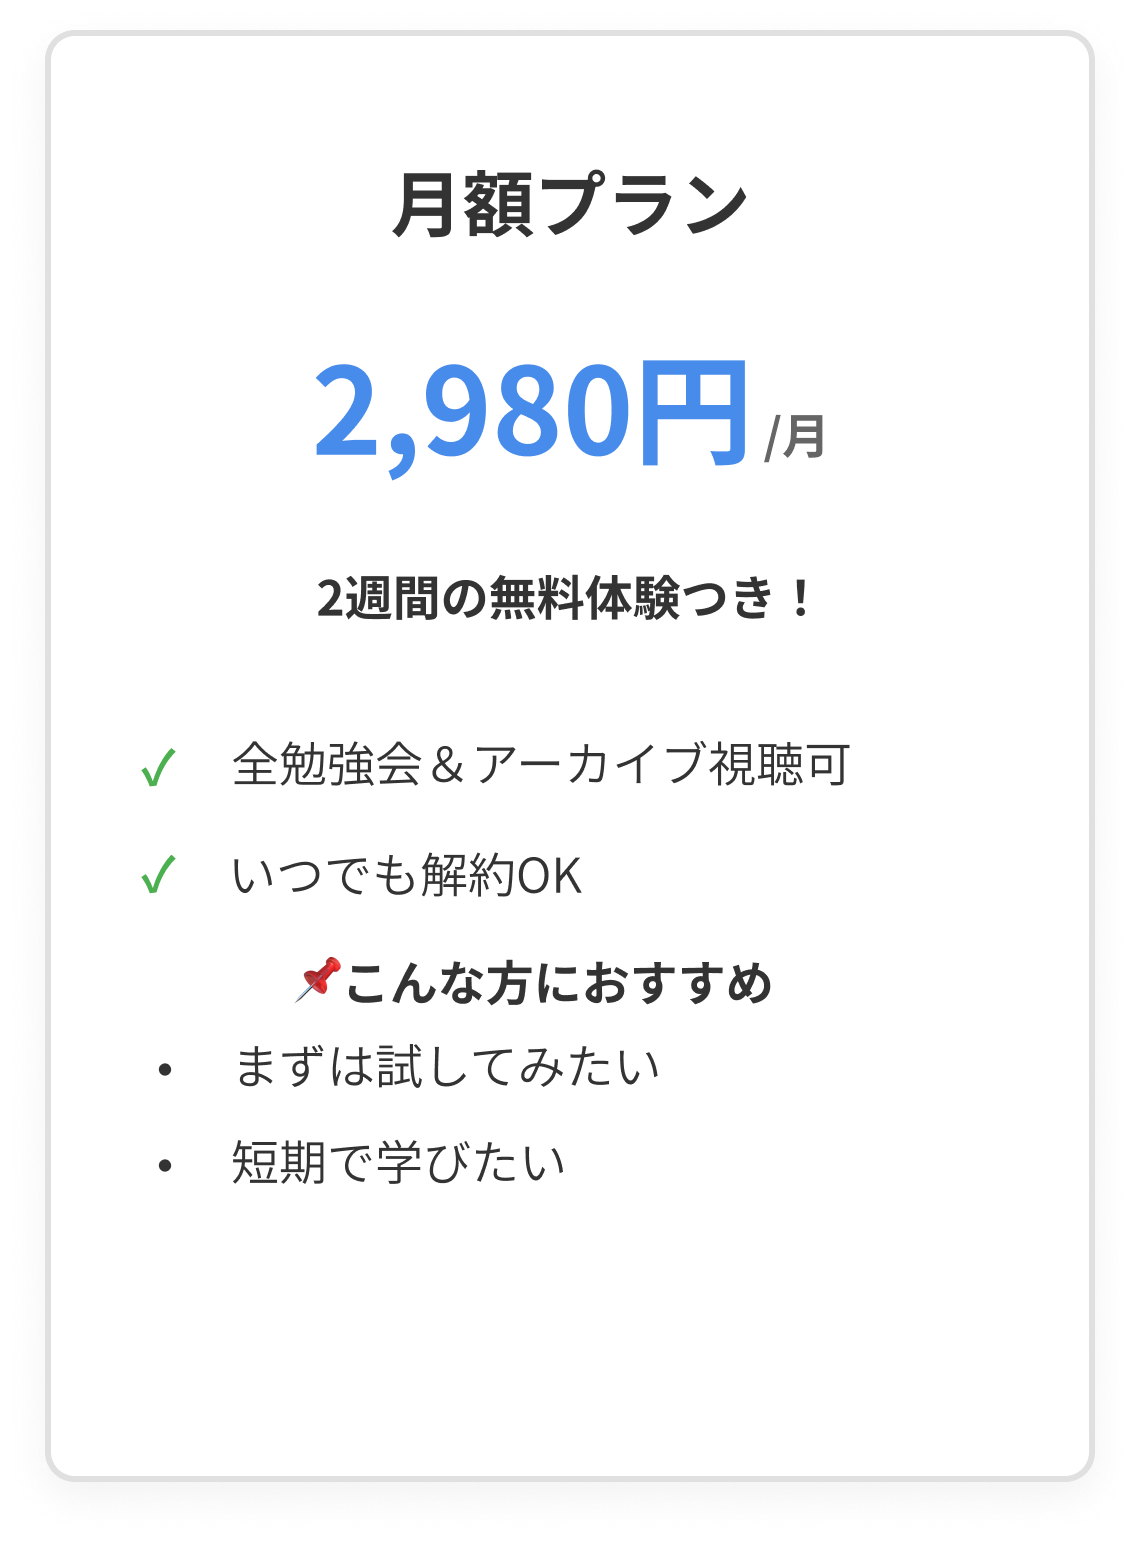 月額プラン
2,980円 /月
2週間の無料体験つき！
✓ 全勉強会＆アーカイブ視聴可
✓ いつでも解約OK
📌こんな方におすすめ
• まずは試してみたい
• 短期で学びたい